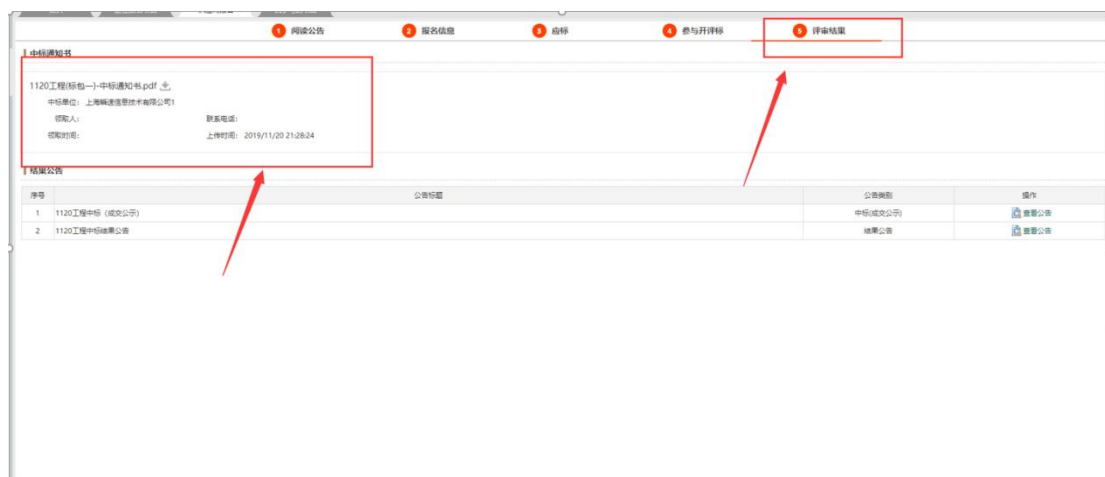 1 阅读公告 2 报名信息 3 应标 4 参与开评标 5 评审结果
中标通知书
1120工程(标包一)-中标通知书.pdf
中标单位: 上海 信息技术有限公司1
领取人: 联系电话:
领取时间: 上传时间: 2019/11/20 21:28:24
结果公告
序号 公告标题 公告类别 操作
1 1120工程中标(成交公示) 中标(成交公示) 查看公告
2 1120工程中标结果公告 结果公告 查看公告